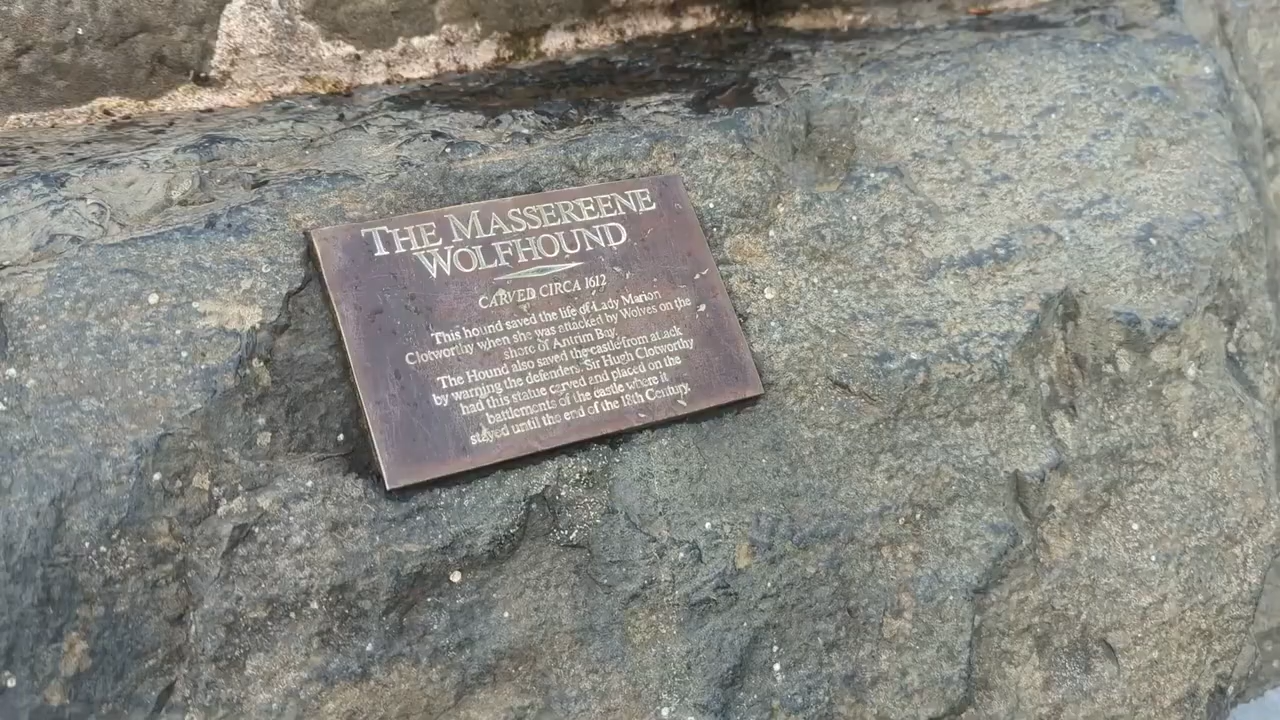 THE MASSEREENE
WOLFHOUND
CARVED CIRCA 1612
This hound saved the life of Lady Marion
Clotworthy when she was attacked by Wolves on the
shore of Antrim Bay.
The Hound also saved the castle from attack
by warning the defenders. Sir Hugh Clotworthy
had this statue carved and placed on the
battlements of the castle where it
stayed until the end of the 18th Century.